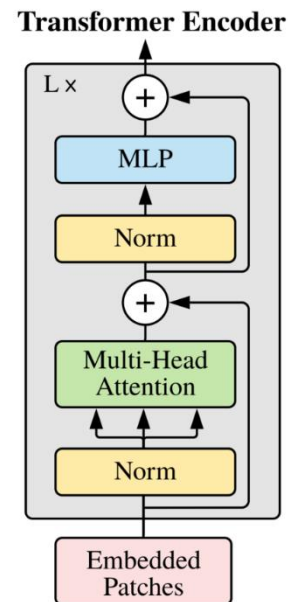 Transformer Encoder
L ×
+
MLP
Norm
+
Multi-Head
Attention
Norm
Embedded
Patches